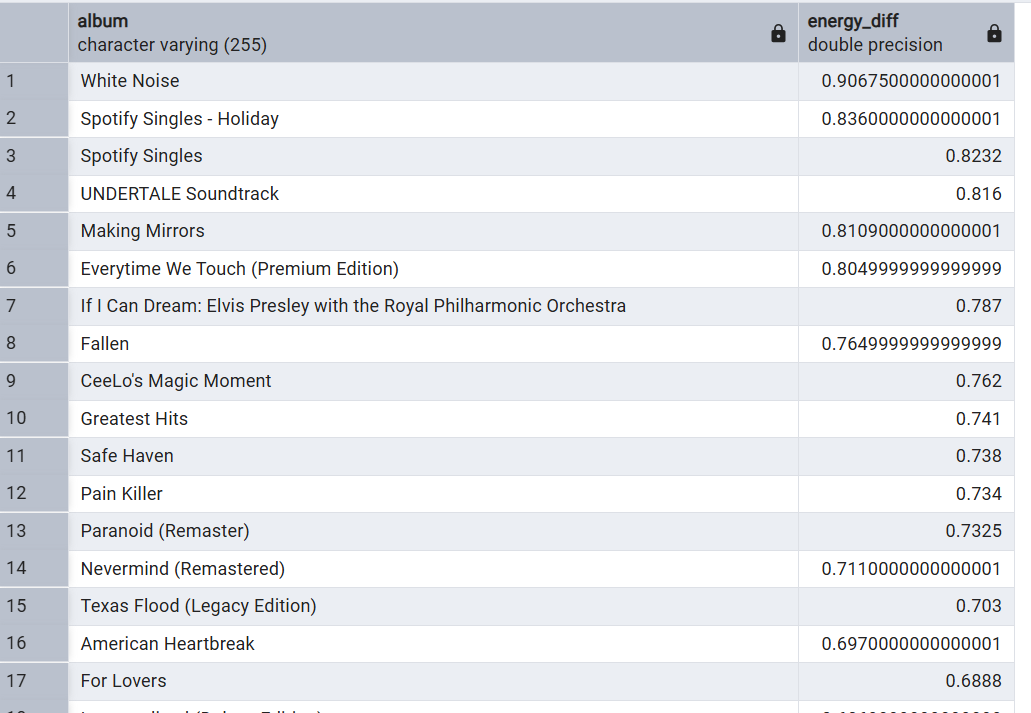 album energy_diff
character varying (255) double precision
1 White Noise 0.9067500000000001
2 Spotify Singles - Holiday 0.8360000000000001
3 Spotify Singles 0.8232
4 UNDERTALE Soundtrack 0.816
5 Making Mirrors 0.8109000000000001
6 Everytime We Touch (Premium Edition) 0.8049999999999999
7 If I Can Dream: Elvis Presley with the Royal Philharmonic Orchestra 0.787
8 Fallen 0.7649999999999999
9 CeeLo's Magic Moment 0.762
10 Greatest Hits 0.741
11 Safe Haven 0.738
12 Pain Killer 0.734
13 Paranoid (Remaster) 0.7325
14 Nevermind (Remastered) 0.7110000000000001
15 Texas Flood (Legacy Edition) 0.703
16 American Heartbreak 0.6970000000000001
17 For Lovers 0.6888